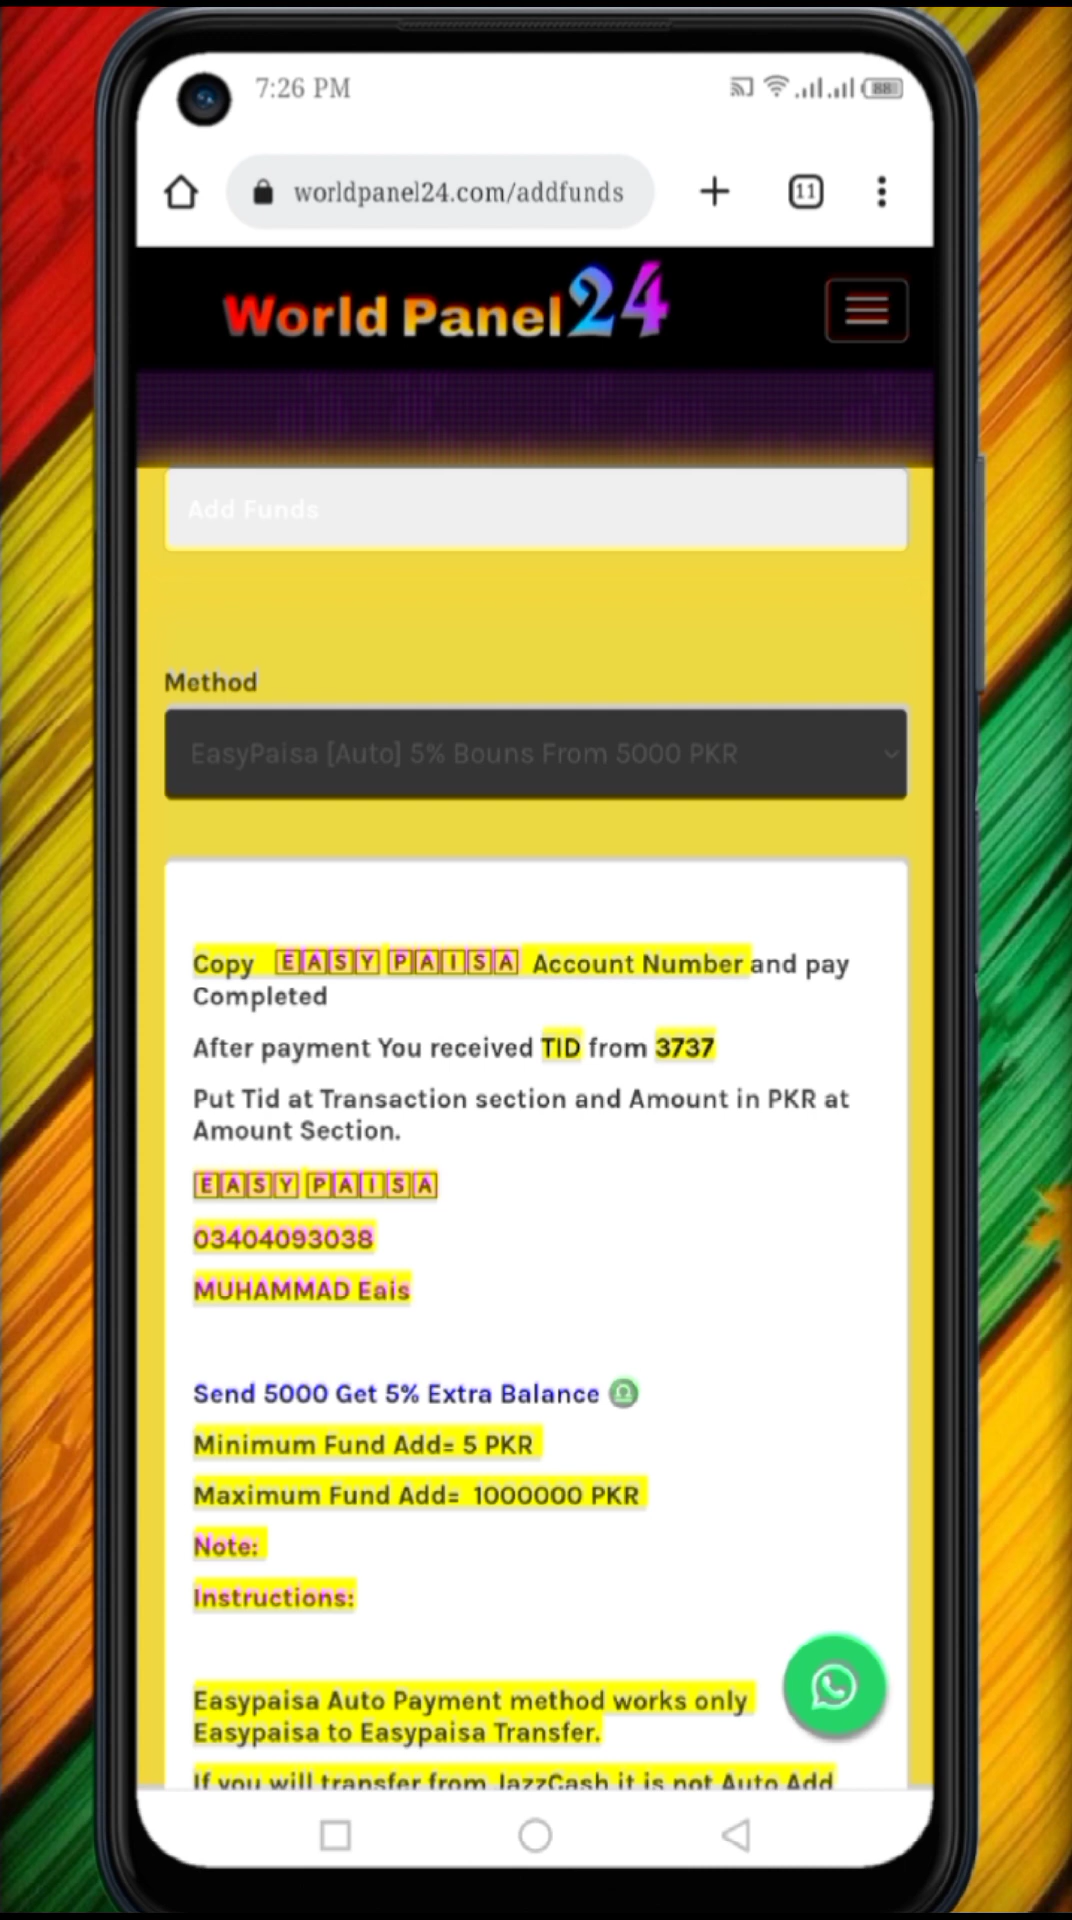 7:26 PM
88
worldpanel24.com/addfunds
11
World Panel 24
Add Funds
Method
EasyPaisa [Auto] 5% Bouns From 5000 PKR
Copy EASY PAISA Account Number and pay
Completed
After payment You received TID from 3737
Put Tid at Transaction section and Amount in PKR at
Amount Section.
EASY PAISA
03404093038
MUHAMMAD Eais
Send 5000 Get 5% Extra Balance ♎
Minimum Fund Add= 5 PKR
Maximum Fund Add= 1000000 PKR
Note:
Instructions:
Easypaisa Auto Payment method works only
Easypaisa to Easypaisa Transfer.
If you will transfer from JazzCash it is not Auto Add